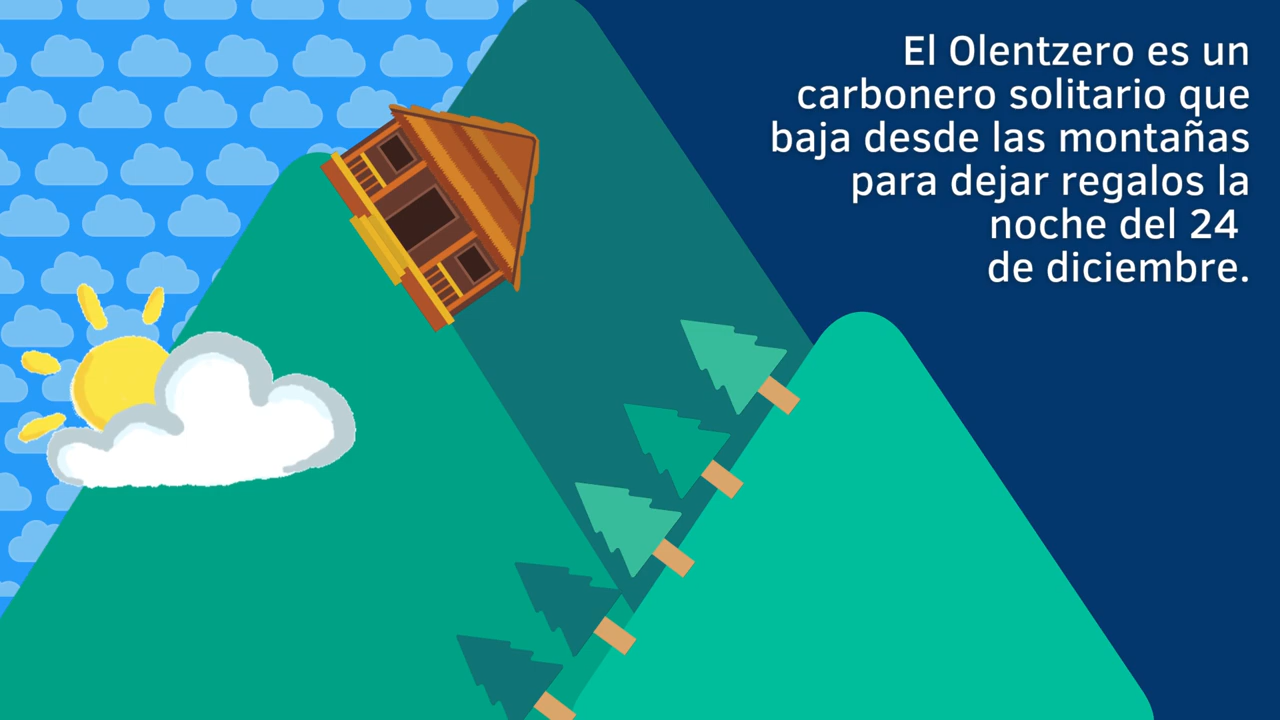 El Olentzero es un
carbonero solitario que
baja desde las montañas
para dejar regalos la
noche del 24
de diciembre.